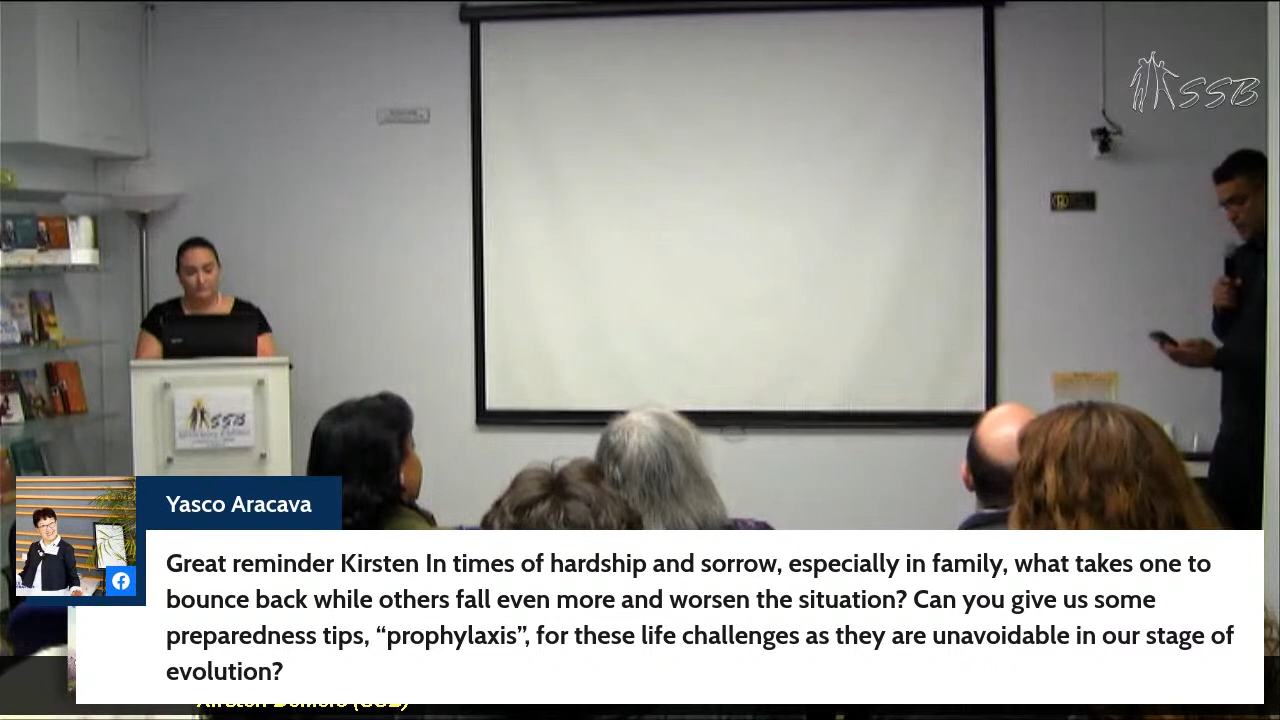 SSB
SSB
Yasco Aracava
Great reminder Kirsten In times of hardship and sorrow, especially in family, what takes one to
bounce back while others fall even more and worsen the situation? Can you give us some
preparedness tips, “prophylaxis”, for these life challenges as they are unavoidable in our stage of
evolution?